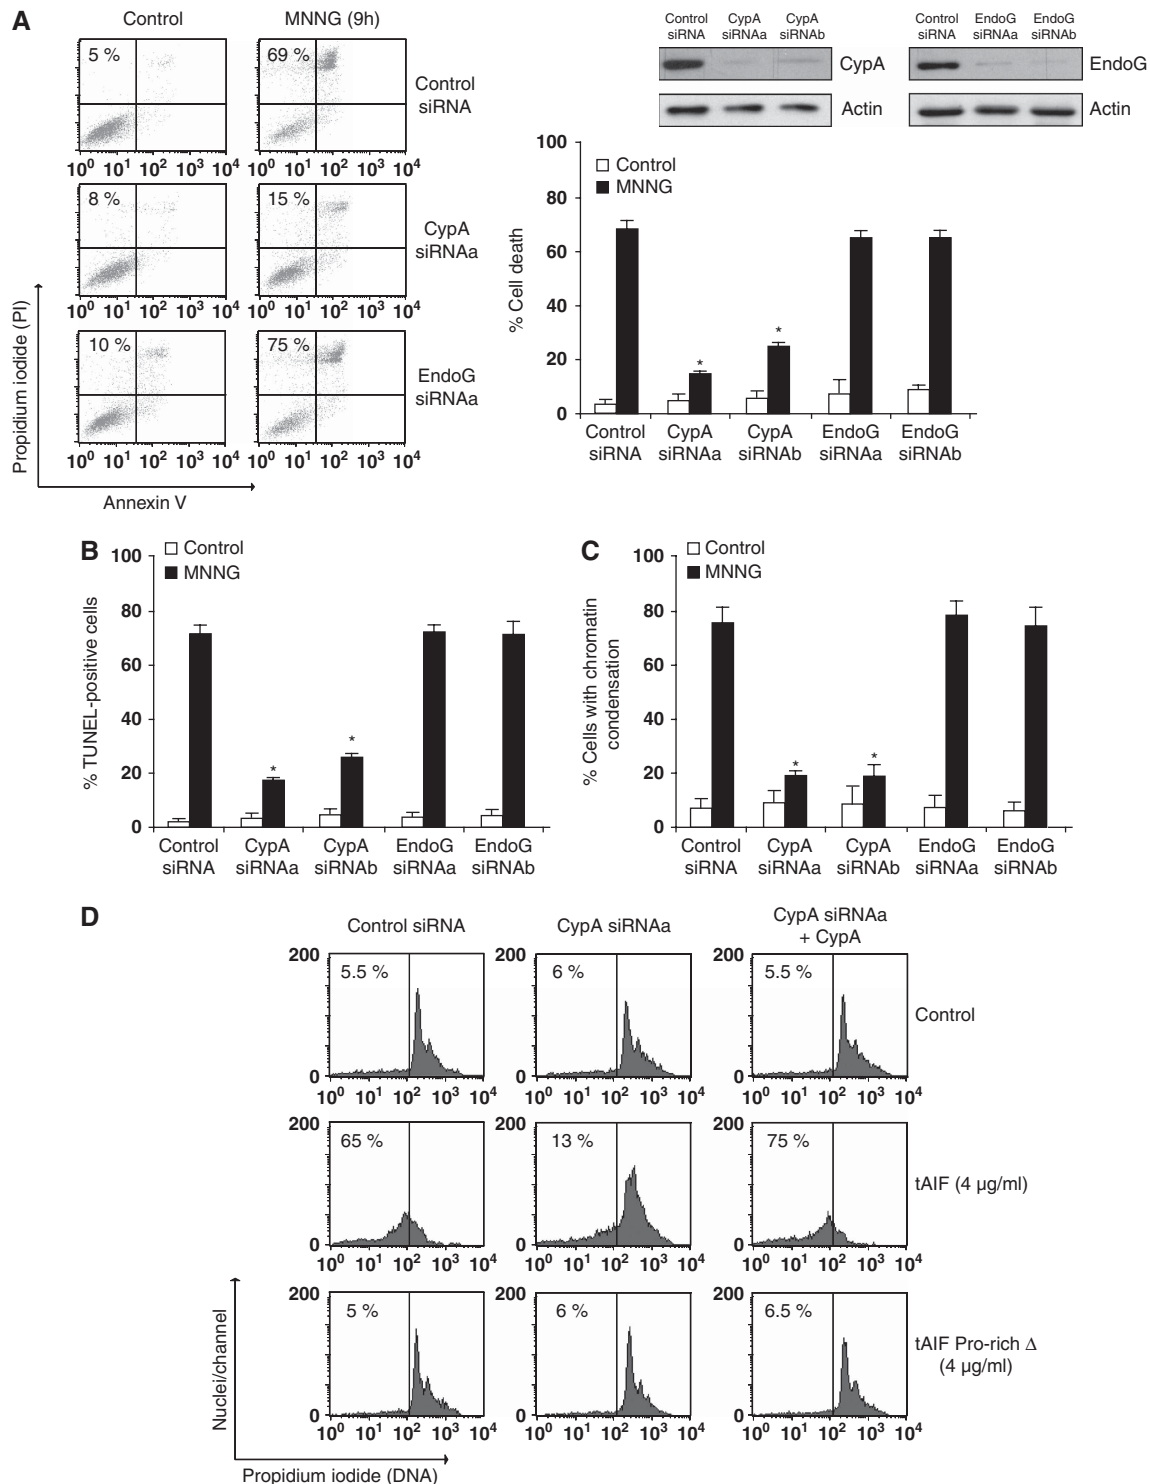 A
Control
MNNG (9h)
5 %
69 %
Control
siRNA
10⁰ 10¹ 10² 10³ 10⁴
10⁰ 10¹ 10² 10³ 10⁴
8 %
15 %
CypA
siRNAa
10⁰ 10¹ 10² 10³ 10⁴
10⁰ 10¹ 10² 10³ 10⁴
10 %
75 %
EndoG
siRNAa
10⁰ 10¹ 10² 10³ 10⁴
10⁰ 10¹ 10² 10³ 10⁴
Propidium iodide (PI)
Annexin V
Control
siRNA
CypA
siRNAa
CypA
siRNAb
CypA
Actin
Control
siRNA
EndoG
siRNAa
EndoG
siRNAb
EndoG
Actin
% Cell death
100
80
60
40
20
0
Control
MNNG
*
*
Control
siRNA
CypA
siRNAa
CypA
siRNAb
EndoG
siRNAa
EndoG
siRNAb
B
% TUNEL-positive cells
100
80
60
40
20
0
Control
MNNG
*
*
Control
siRNA
CypA
siRNAa
CypA
siRNAb
EndoG
siRNAa
EndoG
siRNAb
C
% Cells with chromatin
condensation
100
80
60
40
20
0
Control
MNNG
*
*
Control
siRNA
CypA
siRNAa
CypA
siRNAb
EndoG
siRNAa
EndoG
siRNAb
D
Control siRNA
CypA siRNAa
CypA siRNAa
+ CypA
200
5.5 %
0
10⁰ 10¹ 10² 10³ 10⁴
200
6 %
0
10⁰ 10¹ 10² 10³ 10⁴
200
5.5 %
0
10⁰ 10¹ 10² 10³ 10⁴
Control
200
65 %
0
10⁰ 10¹ 10² 10³ 10⁴
200
13 %
0
10⁰ 10¹ 10² 10³ 10⁴
200
75 %
0
10⁰ 10¹ 10² 10³ 10⁴
tAIF (4 µg/ml)
200
5 %
0
10⁰ 10¹ 10² 10³ 10⁴
200
6 %
0
10⁰ 10¹ 10² 10³ 10⁴
200
6.5 %
0
10⁰ 10¹ 10² 10³ 10⁴
tAIF Pro-rich Δ
(4 µg/ml)
Nuclei/channel
Propidium iodide (DNA)